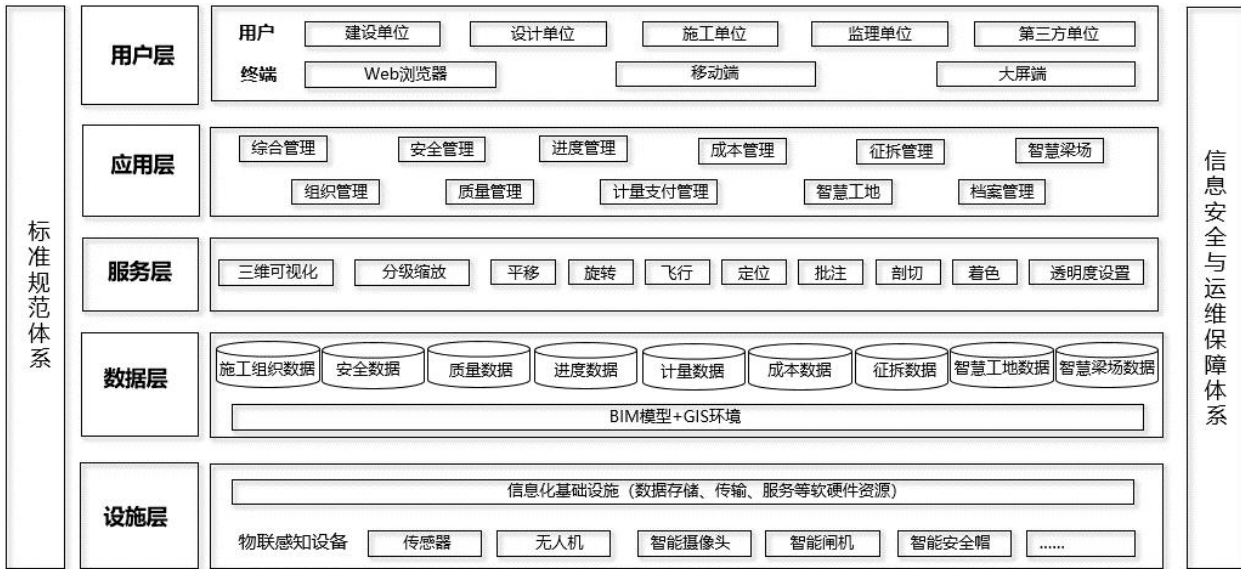 标准规范体系
用户层
用户 建设单位 设计单位 施工单位 监理单位 第三方单位
终端 Web浏览器 移动端 大屏端
应用层
综合管理 安全管理 进度管理 成本管理 征拆管理 智慧梁场
组织管理 质量管理 计量支付管理 智慧工地 档案管理
服务层
三维可视化 分级缩放 平移 旋转 飞行 定位 批注 剖切 着色 透明度设置
数据层
施工组织数据 安全数据 质量数据 进度数据 计量数据 成本数据 征拆数据 智慧工地数据 智慧梁场数据
BIM模型+GIS环境
设施层
信息化基础设施（数据存储、传输、服务等软硬件资源）
物联感知设备 传感器 无人机 智能摄像头 智能闸机 智能安全帽 ......
信息安全与运维保障体系